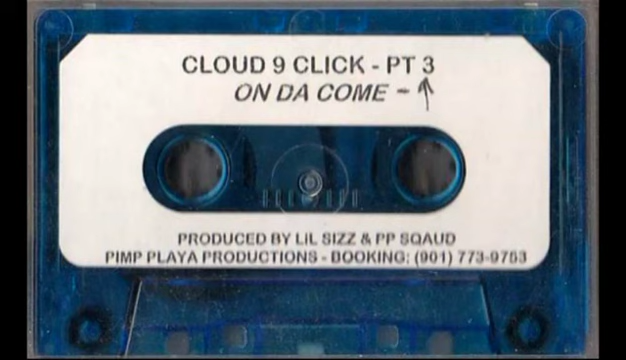 CLOUD 9 CLICK - PT 3
ON DA COME - ↑
PRODUCED BY LIL SIZZ & PP SQAUD
PIMP PLAYA PRODUCTIONS - BOOKING: (901) 773-9753